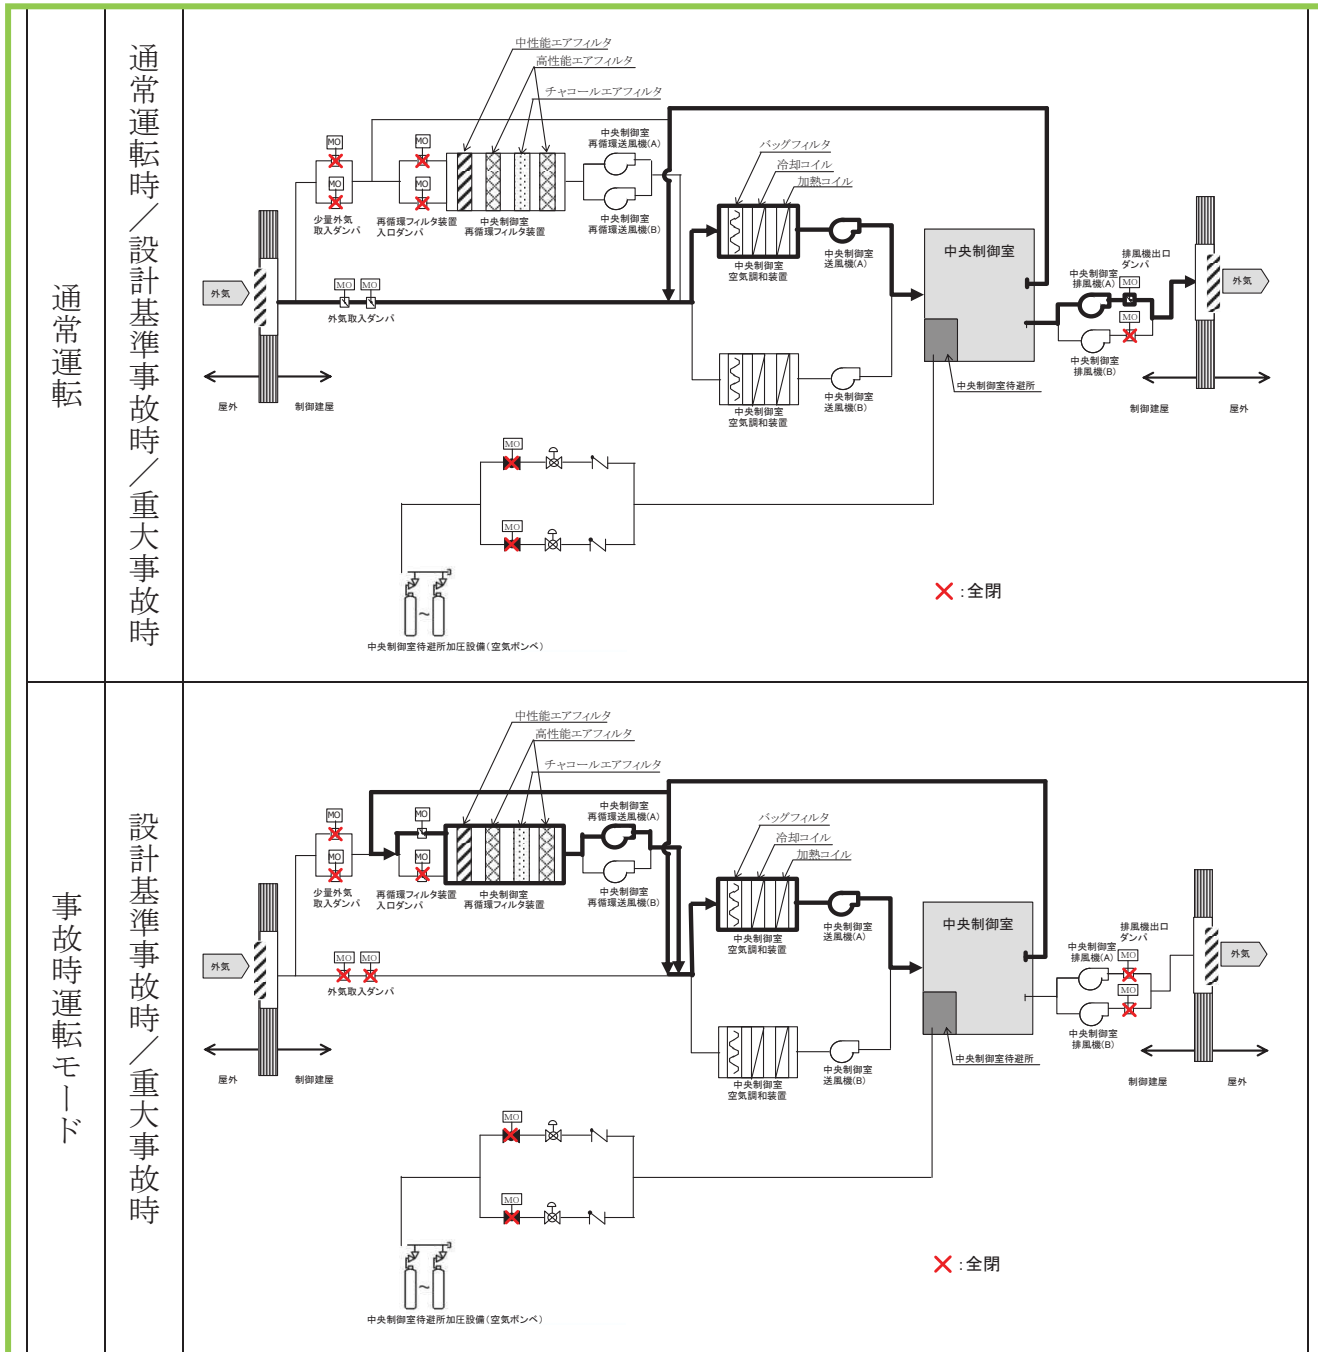 通常運転
通常運転時／設計基準事故時／重大事故時
中性能エアフィルタ
高性能エアフィルタ
チャコールエアフィルタ
MO
MO
MO
MO
少量外気
取入ダンパ
再循環フィルタ装置
入口ダンパ
中央制御室
再循環フィルタ装置
中央制御室
再循環送風機(A)
中央制御室
再循環送風機(B)
バッグフィルタ
冷却コイル
加熱コイル
中央制御室
空気調和装置
中央制御室
送風機(A)
中央制御室
排風機出口
ダンパ
中央制御室
排風機(A)
MO
MO
中央制御室
排風機(B)
外気
外気
MO
MO
外気取入ダンパ
屋外
制御建屋
中央制御室
空気調和装置
中央制御室
送風機(B)
中央制御室待避所
制御建屋
屋外
MO
MO
～
中央制御室待避所加圧設備(空気ボンベ)
:全閉
事故時運転モード
設計基準事故時／重大事故時
中性能エアフィルタ
高性能エアフィルタ
チャコールエアフィルタ
MO
MO
MO
MO
少量外気
取入ダンパ
再循環フィルタ装置
入口ダンパ
中央制御室
再循環フィルタ装置
中央制御室
再循環送風機(A)
中央制御室
再循環送風機(B)
バッグフィルタ
冷却コイル
加熱コイル
中央制御室
空気調和装置
中央制御室
送風機(A)
中央制御室
排風機出口
ダンパ
中央制御室
排風機(A)
MO
MO
中央制御室
排風機(B)
外気
外気
MO
MO
外気取入ダンパ
屋外
制御建屋
中央制御室
空気調和装置
中央制御室
送風機(B)
中央制御室待避所
制御建屋
屋外
MO
MO
～
中央制御室待避所加圧設備(空気ボンベ)
:全閉